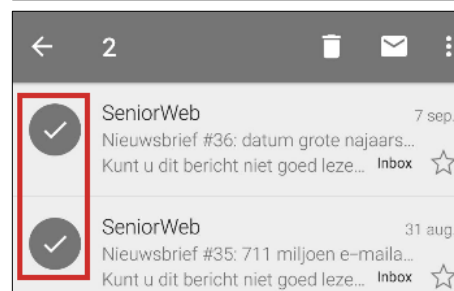 2
SeniorWeb 7 sep.
Nieuwsbrief #36: datum grote najaars...
Kunt u dit bericht niet goed leze... Inbox
SeniorWeb 31 aug.
Nieuwsbrief #35: 711 miljoen e-maila...
Kunt u dit bericht niet goed leze... Inbox